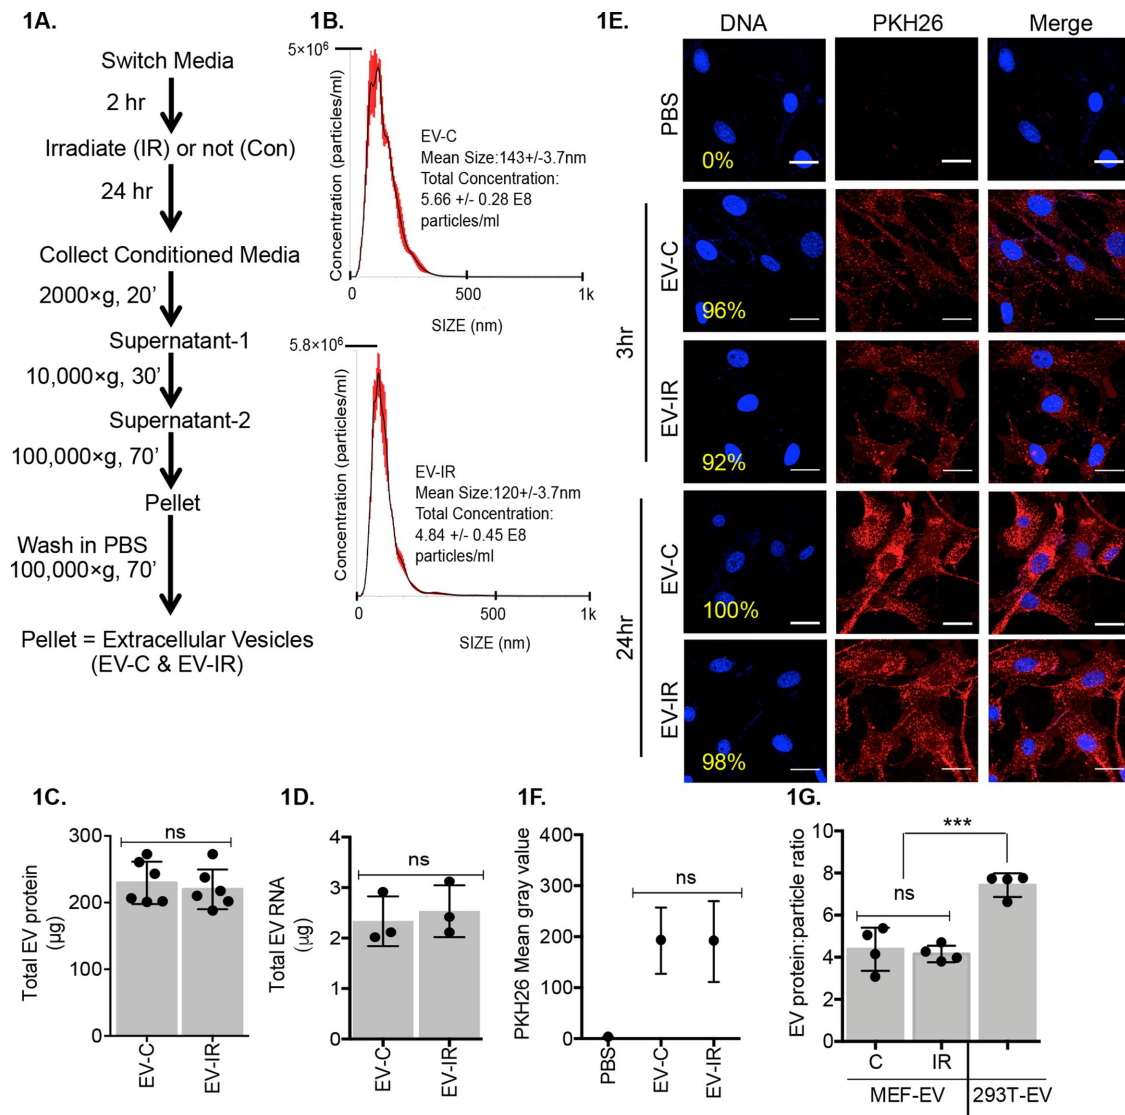 1A.
Switch Media
2 hr
Irradiate (IR) or not (Con)
24 hr
Collect Conditioned Media
2000×g, 20’
Supernatant-1
10,000×g, 30’
Supernatant-2
100,000×g, 70’
Pellet
Wash in PBS
100,000×g, 70’
Pellet = Extracellular Vesicles
(EV-C & EV-IR)
1B.
5×10⁶
Concentration (particles/ml)
EV-C
Mean Size:143+/-3.7nm
Total Concentration:
5.66 +/- 0.28 E8
particles/ml
0
500
1k
SIZE (nm)
5.8×10⁶
Concentration (particles/ml)
EV-IR
Mean Size:120+/-3.7nm
Total Concentration:
4.84 +/- 0.45 E8
particles/ml
0
500
1k
SIZE (nm)
1E.
DNA
PKH26
Merge
PBS
0%
3hr
EV-C
96%
EV-IR
92%
24hr
EV-C
100%
EV-IR
98%
1C.
Total EV protein
(µg)
300
200
100
0
ns
EV-C
EV-IR
1D.
Total EV RNA
(µg)
4
3
2
1
0
ns
EV-C
EV-IR
1F.
PKH26 Mean gray value
400
300
200
100
0
ns
PBS
EV-C
EV-IR
1G.
EV protein:particle ratio
10
8
6
4
2
0
***
ns
C
IR
MEF-EV
293T-EV